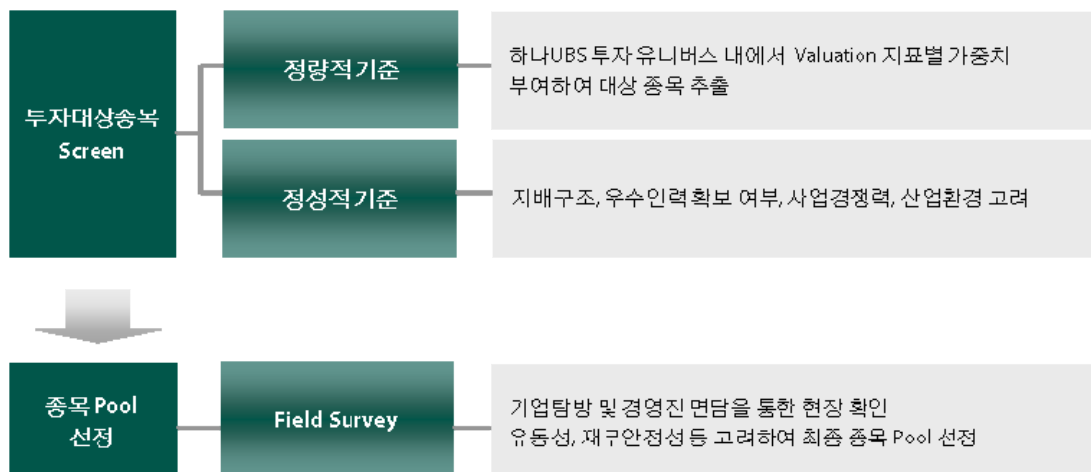 투자대상종목
Screen
정량적기준
하나UBS 투자 유니버스 내에서 Valuation 지표별 가중치
부여하여 대상 종목 추출
정성적기준
지배구조, 우수인력 확보 여부, 사업경쟁력, 산업환경 고려
종목 Pool
선정
Field Survey
기업탐방 및 경영진 면담을 통한 현장 확인
유동성, 재무안정성 등 고려하여 최종 종목 Pool 선정